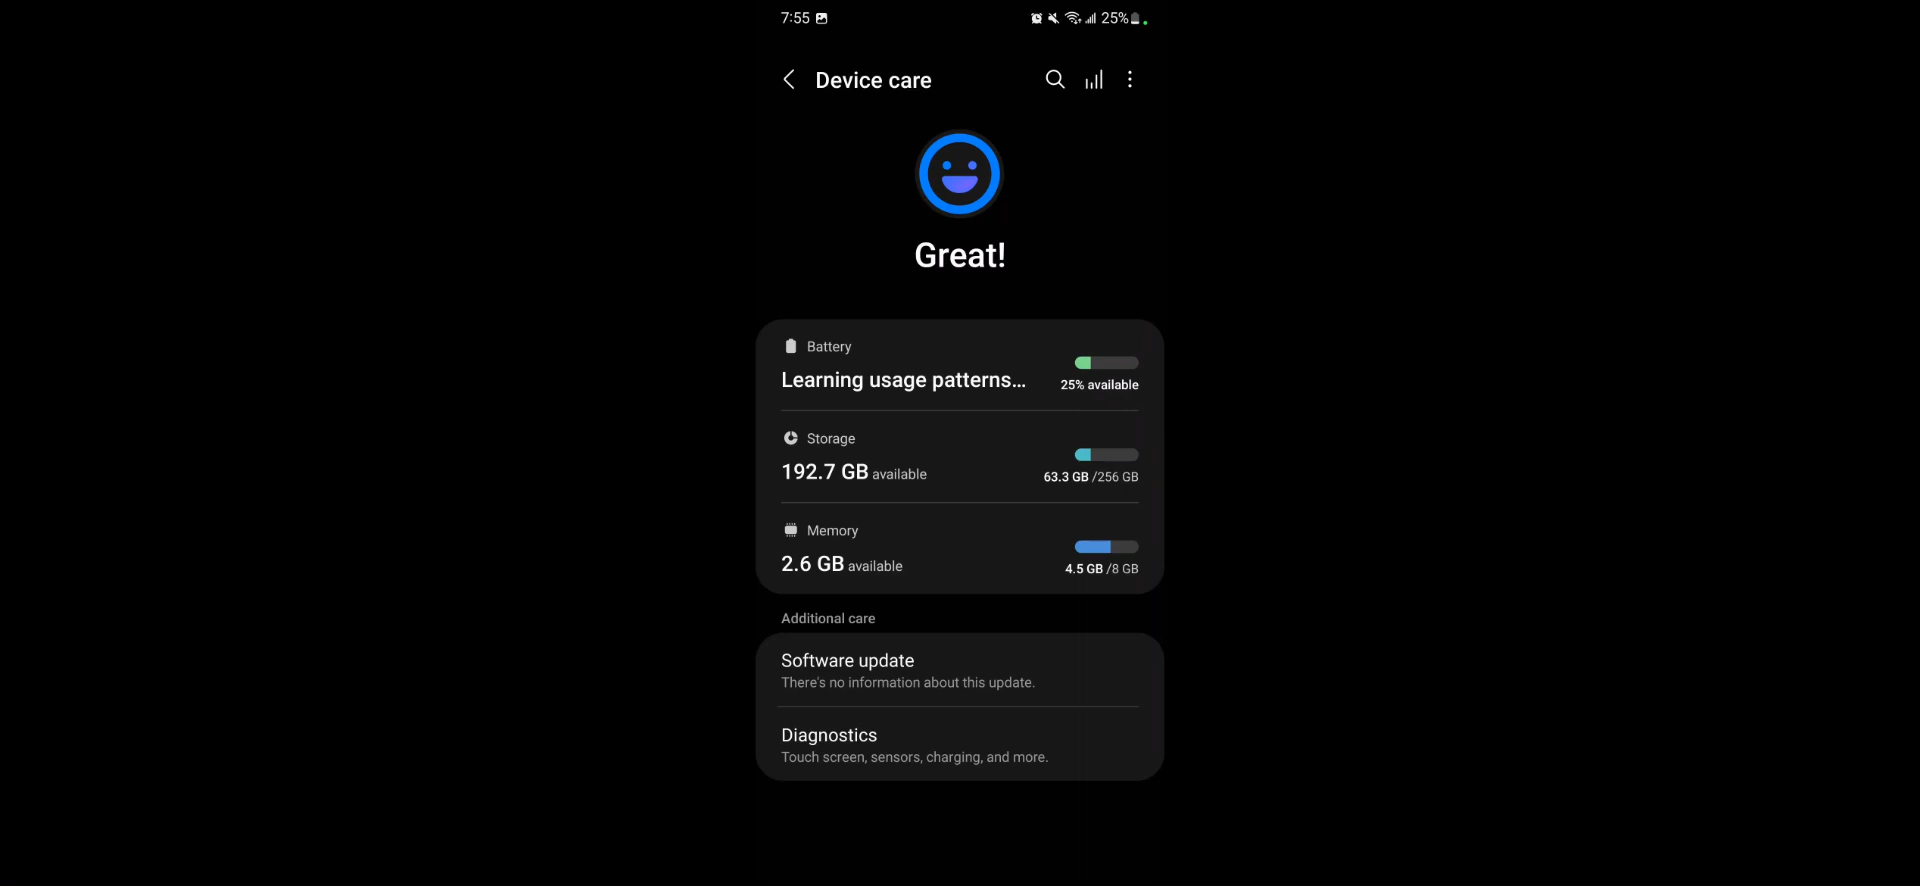 7:55 25%
Device care
Great!
Battery
Learning usage patterns...
25% available
Storage
192.7 GB available
63.3 GB /256 GB
Memory
2.6 GB available
4.5 GB /8 GB
Additional care
Software update
There's no information about this update.
Diagnostics
Touch screen, sensors, charging, and more.